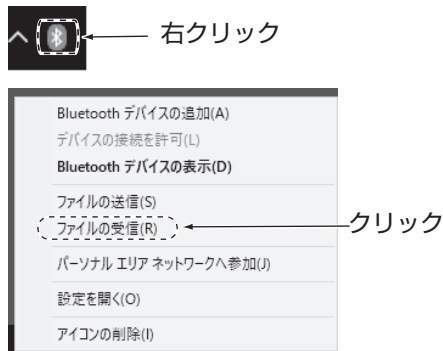 右クリック
Bluetooth デバイスの追加(A)
デバイスの接続を許可(L)
Bluetooth デバイスの表示(D)
ファイルの送信(S)
ファイルの受信(R)
クリック
パーソナル エリア ネットワークへ参加(J)
設定を開く(O)
アイコンの削除(I)